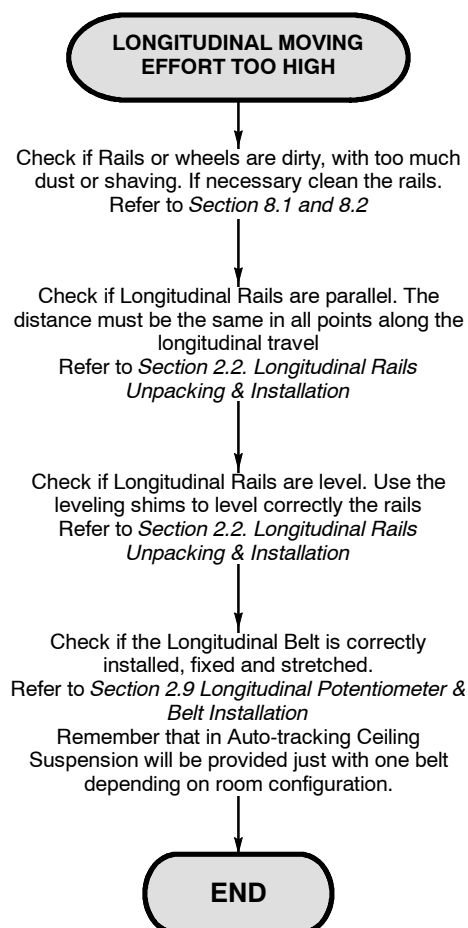 LONGITUDINAL MOVING
EFFORT TOO HIGH
Check if Rails or wheels are dirty, with too much
dust or shaving. If necessary clean the rails.
Refer to Section 8.1 and 8.2
Check if Longitudinal Rails are parallel. The
distance must be the same in all points along the
longitudinal travel
Refer to Section 2.2. Longitudinal Rails
Unpacking & Installation
Check if Longitudinal Rails are level. Use the
leveling shims to level correctly the rails
Refer to Section 2.2. Longitudinal Rails
Unpacking & Installation
Check if the Longitudinal Belt is correctly
installed, fixed and stretched.
Refer to Section 2.9 Longitudinal Potentiometer &
Belt Installation
Remember that in Auto-tracking Ceiling
Suspension will be provided just with one belt
depending on room configuration.
END